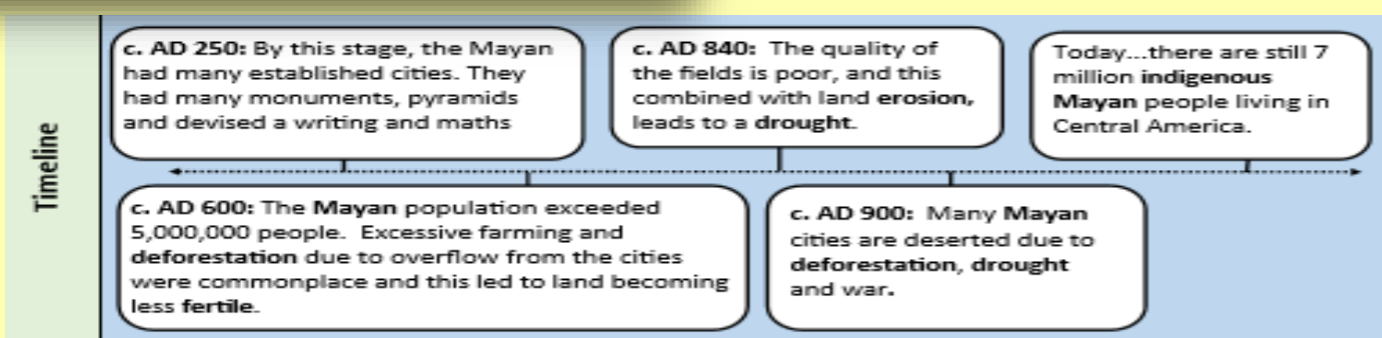 Timeline
c. AD 250: By this stage, the Mayan
had many established cities. They
had many monuments, pyramids
and devised a writing and maths
c. AD 600: The Mayan population exceeded
5,000,000 people. Excessive farming and
deforestation due to overflow from the cities
were commonplace and this led to land becoming
less fertile.
c. AD 840: The quality of
the fields is poor, and this
combined with land erosion,
leads to a drought.
c. AD 900: Many Mayan
cities are deserted due to
deforestation, drought
and war.
Today...there are still 7
million indigenous
Mayan people living in
Central America.